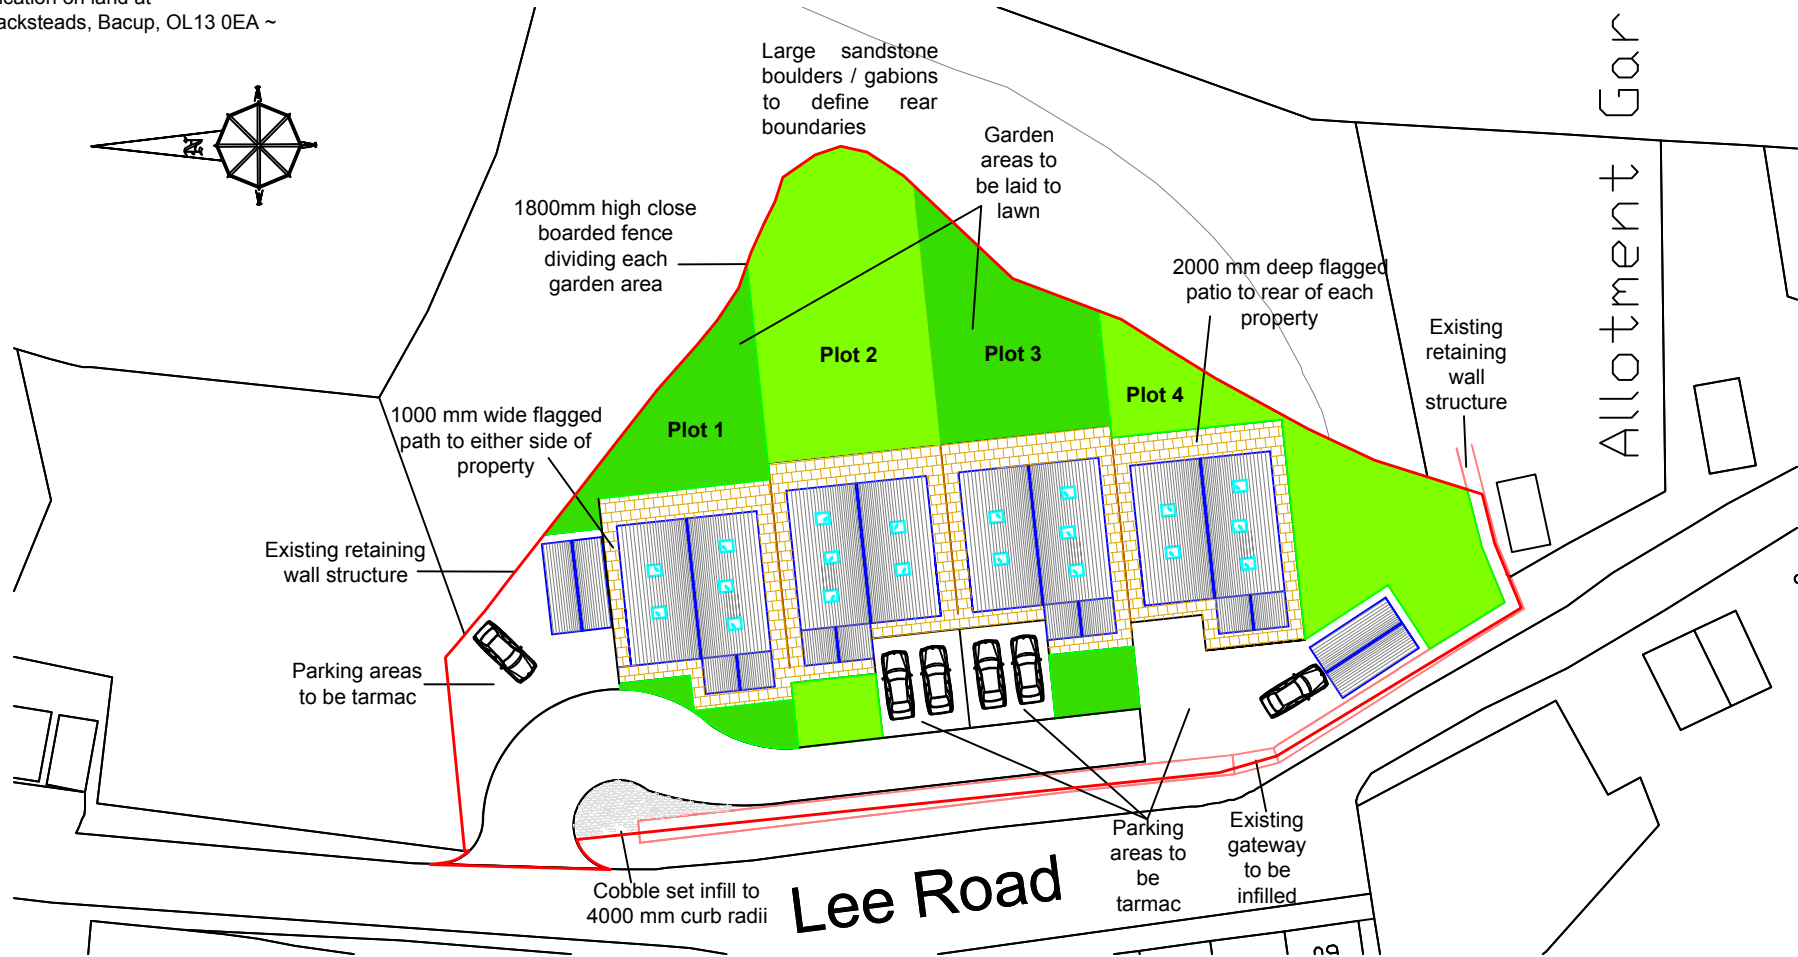 acksteads, Bacup, OL13 0EA ~
N
Large sandstone
boulders / gabions
to define rear
boundaries
Garden
areas to
be laid to
lawn
1800mm high close
boarded fence
dividing each
garden area
2000 mm deep flagged
patio to rear of each
property
Existing
retaining
wall
structure
Allotment Gar
Plot 1
Plot 2
Plot 3
Plot 4
1000 mm wide flagged
path to either side of
property
Existing retaining
wall structure
Parking areas
to be tarmac
Cobble set infill to
4000 mm curb radii
Lee Road
Parking
areas to
be
tarmac
Existing
gateway
to be
infilled